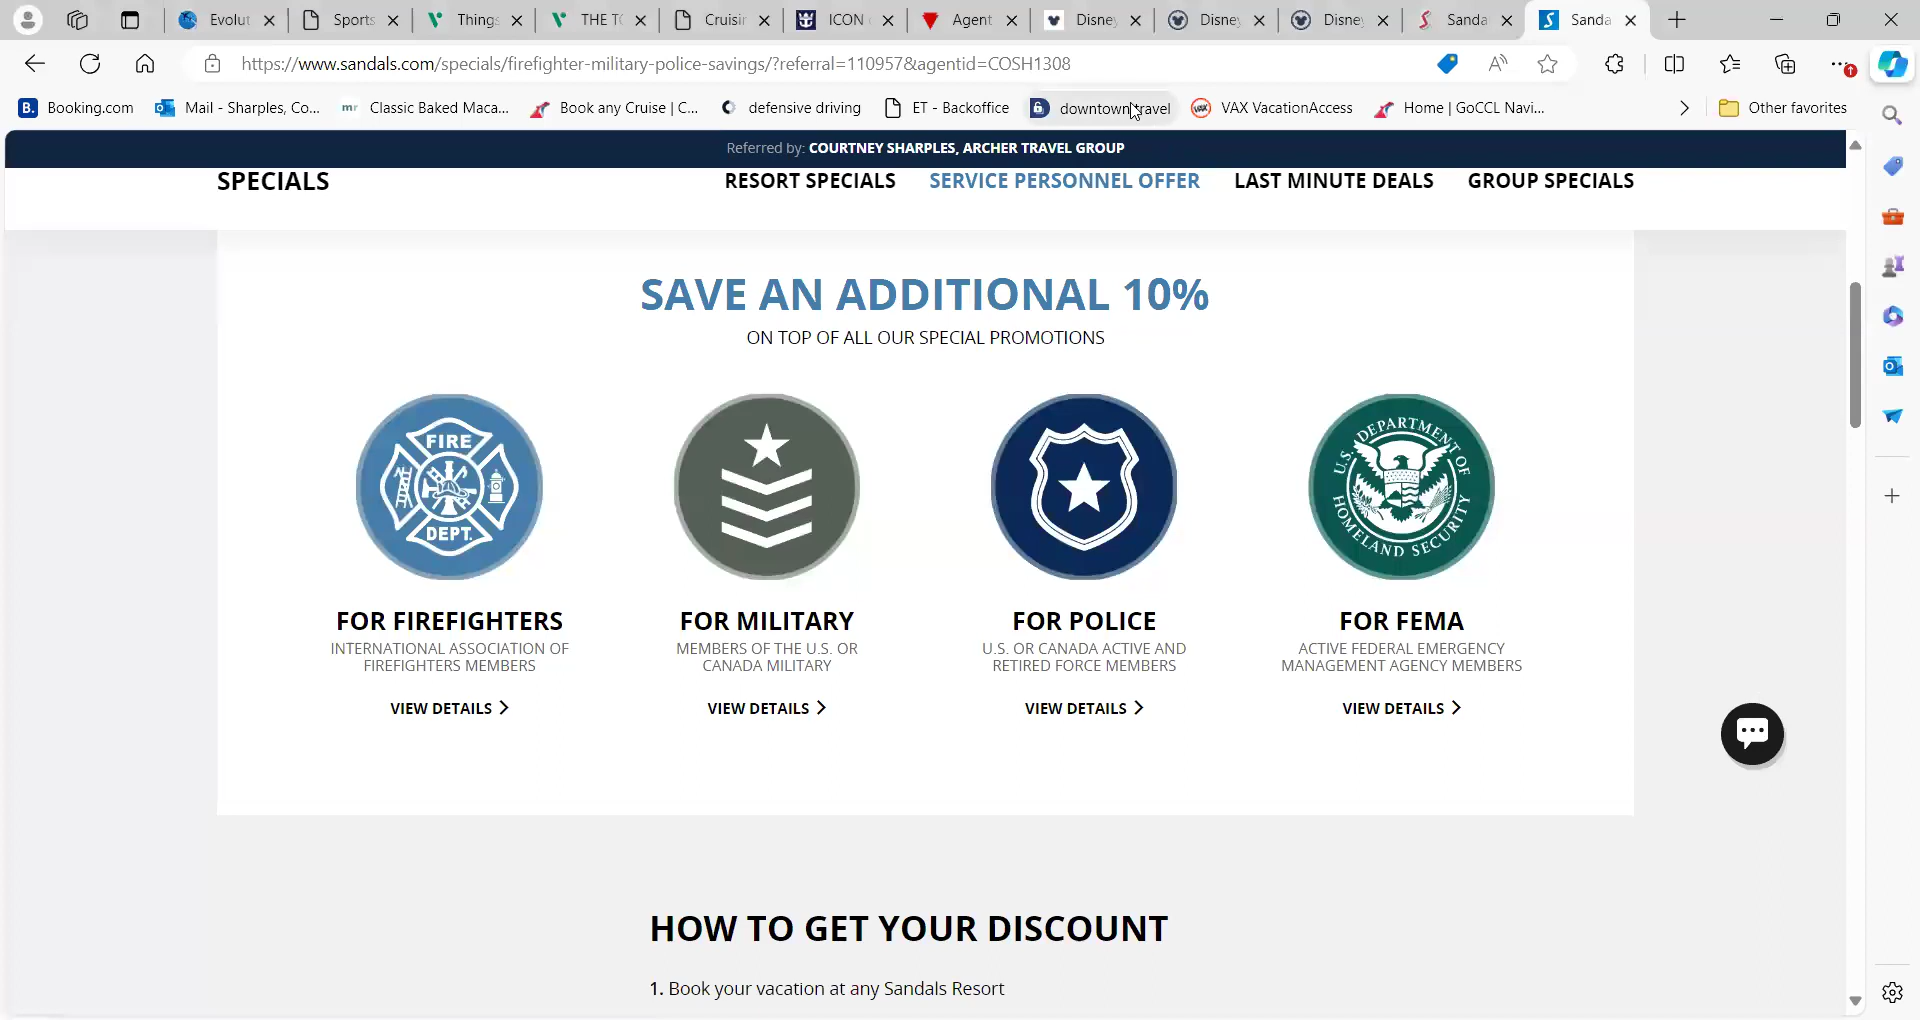 Evolut
Sports
Things
THE TO
Cruisin
ICON
Agent
Disney
Disney
Disney
Sandal
Sandal
https://www.sandals.com/specials/firefighter-military-police-savings/?referral=110957&agentid=COSH1308
Booking.com
Mail - Sharples, Co...
mr
Classic Baked Maca...
Book any Cruise | C...
defensive driving
ET - Backoffice
downtowntravel
VAX VacationAccess
Home | GoCCL Navi...
Other favorites
Referred by: COURTNEY SHARPLES, ARCHER TRAVEL GROUP
SPECIALS
RESORT SPECIALS
SERVICE PERSONNEL OFFER
LAST MINUTE DEALS
GROUP SPECIALS
SAVE AN ADDITIONAL 10%
ON TOP OF ALL OUR SPECIAL PROMOTIONS
FIRE
DEPT.
U.S. DEPARTMENT OF
HOMELAND SECURITY
FOR FIREFIGHTERS
INTERNATIONAL ASSOCIATION OF
FIREFIGHTERS MEMBERS
VIEW DETAILS
FOR MILITARY
MEMBERS OF THE U.S. OR
CANADA MILITARY
VIEW DETAILS
FOR POLICE
U.S. OR CANADA ACTIVE AND
RETIRED FORCE MEMBERS
VIEW DETAILS
FOR FEMA
ACTIVE FEDERAL EMERGENCY
MANAGEMENT AGENCY MEMBERS
VIEW DETAILS
HOW TO GET YOUR DISCOUNT
1. Book your vacation at any Sandals Resort